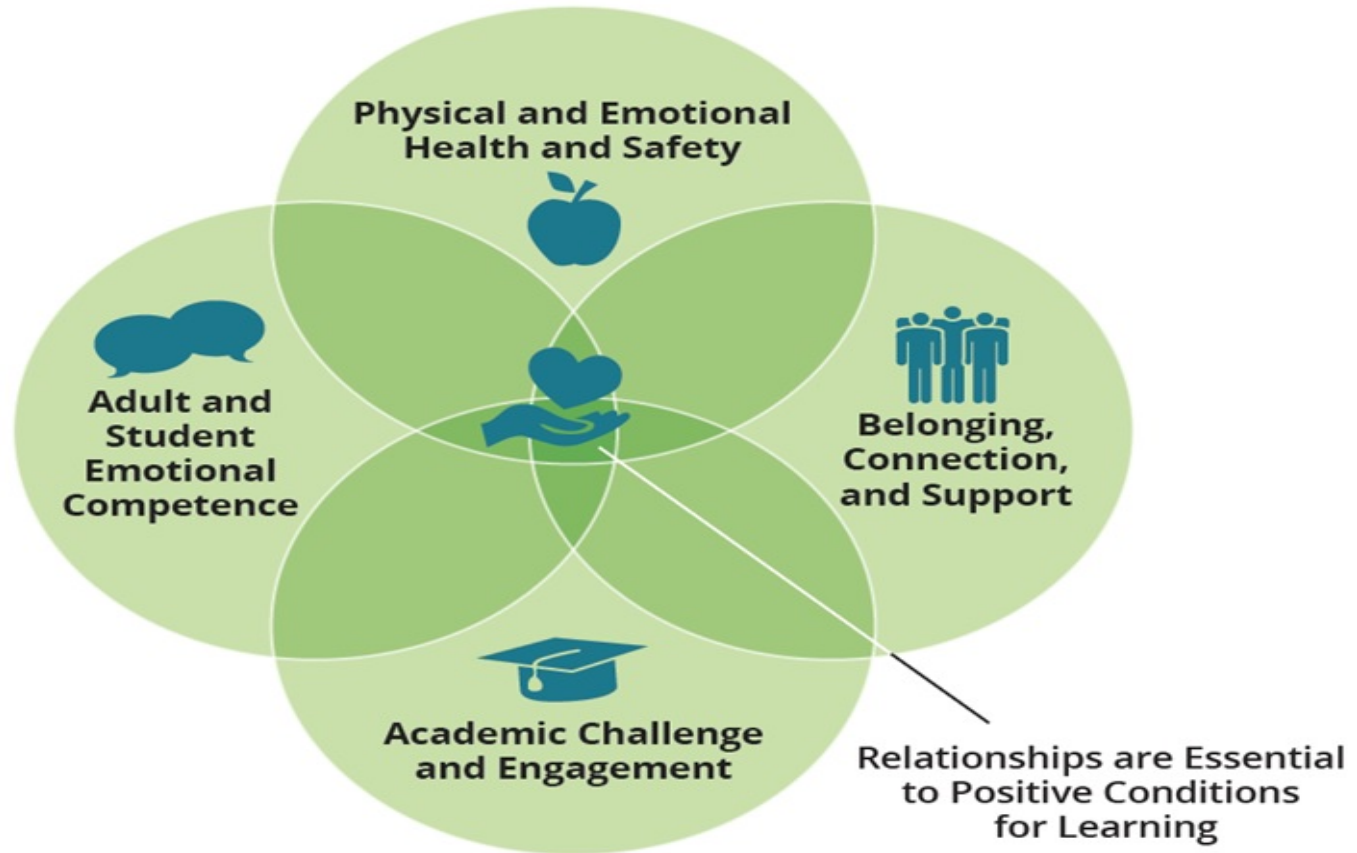 Physical and Emotional
Health and Safety
Adult and
Student
Emotional
Competence
Belonging,
Connection,
and Support
Academic Challenge
and Engagement
Relationships are Essential
to Positive Conditions
for Learning